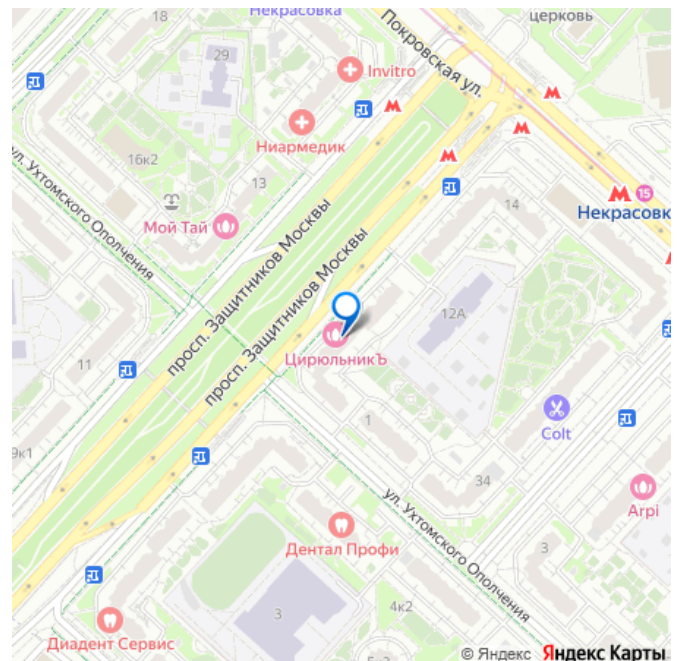 18
Некрасовка
церковь
29
Покровская ул.
Invitro
Ниармедик
16к2
13
ул. Ухтомского Ополчения
Мой Тай
14
15
Некрасовк
просп. Защитников Москвы
просп. Защитников Москвы
12А
11
ЦирюльникЪ
1
Colt
9к1
34
ул. Ухтомского Ополчения
Arpi
Дентал Профи
3
3
4к2
Диадент Сервис
© Яндекс Яндекс Карты